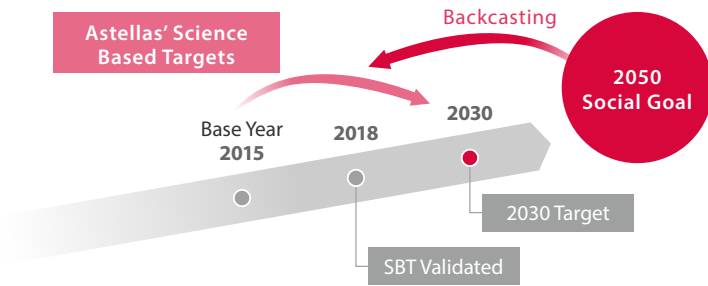 Backcasting
Astellas’ Science
Based Targets
2050
Social Goal
Base Year
2015
2018
2030
2030 Target
SBT Validated